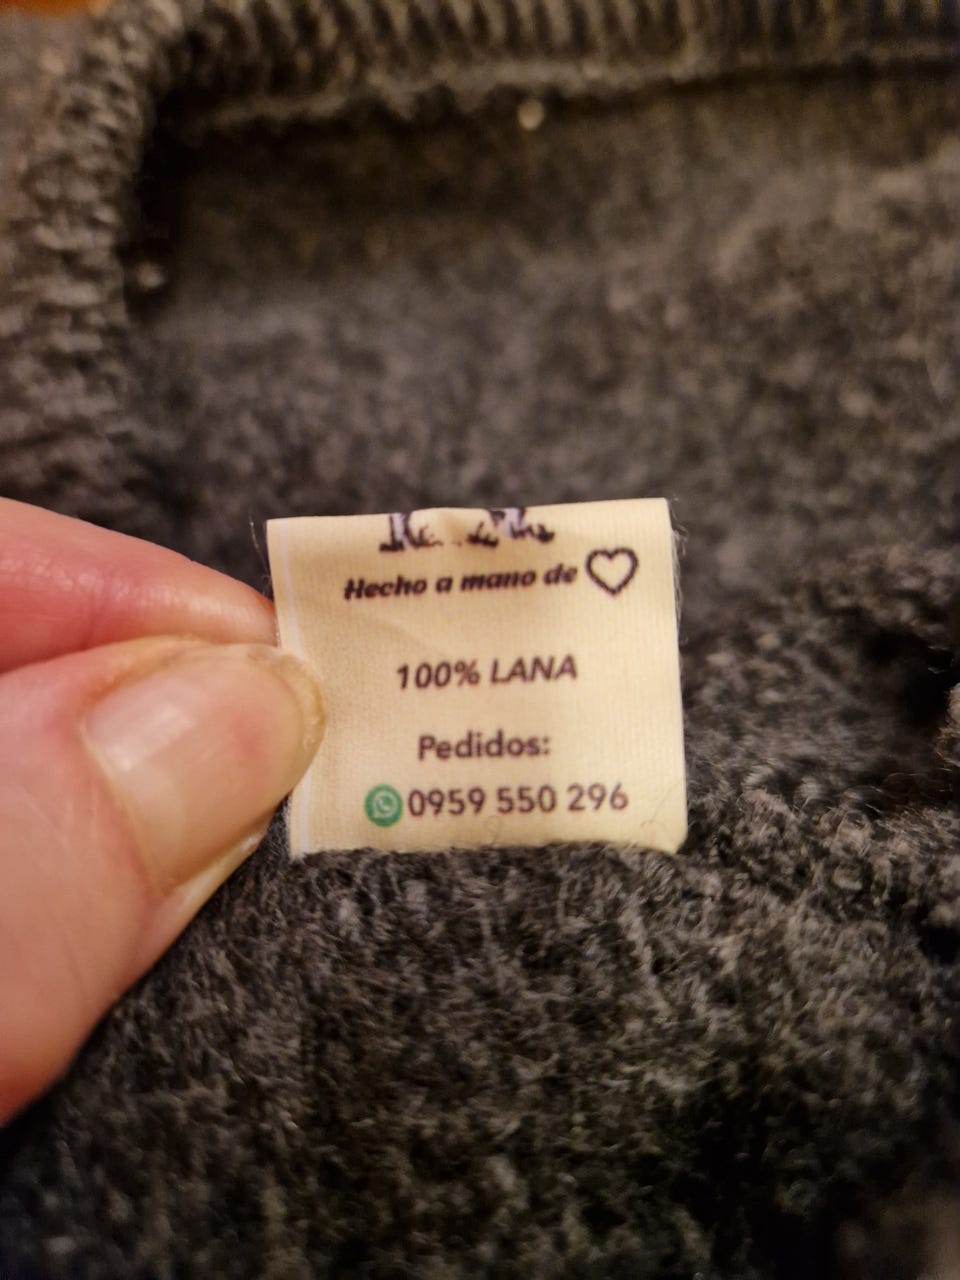 Hecho a mano de
100% LANA
Pedidos:
0959 550 296